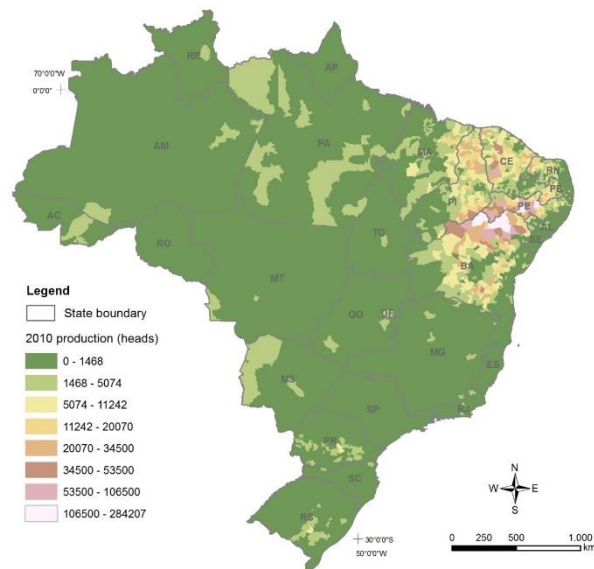 RR
AP
70°0'0"W
0°0'0"
AM
PA
MA
CE
RN
PB
PI
PE
AL
SE
AC
TO
RO
BA
MT
GO
DF
MG
ES
MS
SP
RJ
PR
SC
RS
Legend
State boundary
2010 production (heads)
0 - 1468
1468 - 5074
5074 - 11242
11242 - 20070
20070 - 34500
34500 - 53500
53500 - 106500
106500 - 284207
N
W E
S
30°0'0"S
50°0'0"W
0 250 500 1.000
km